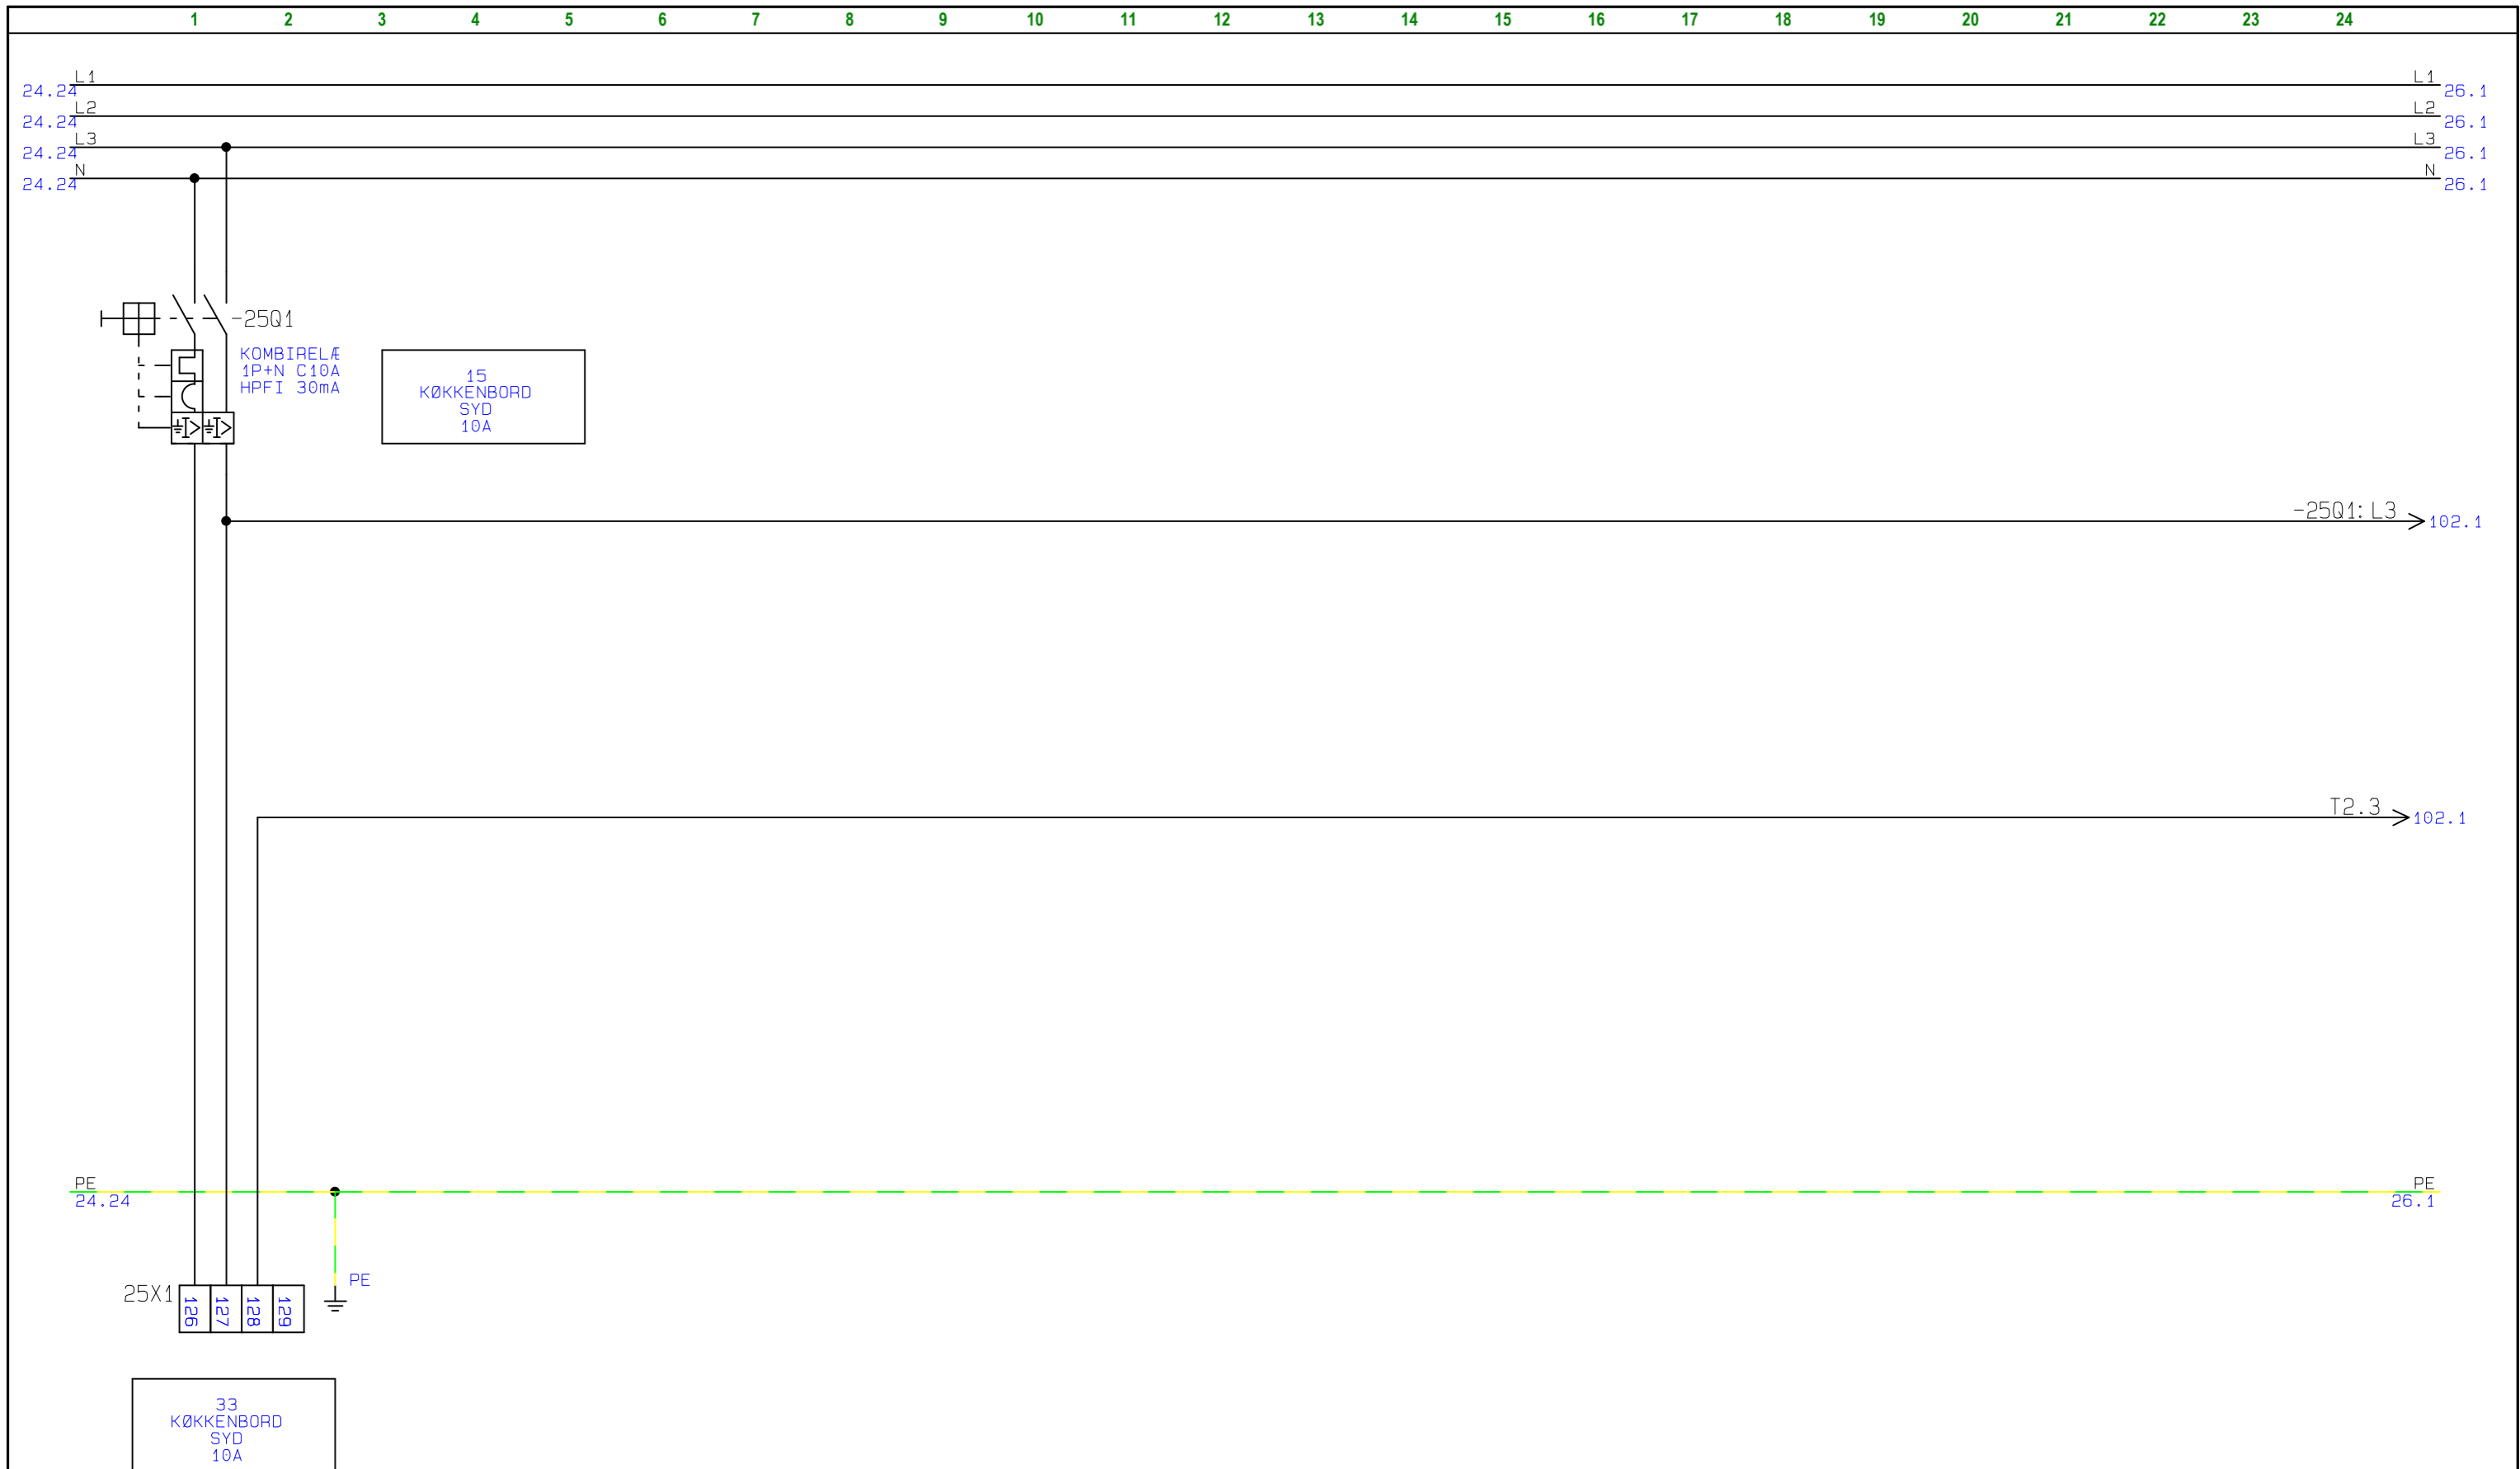 1 2 3 4 5 6 7 8 9 10 11 12 13 14 15 16 17 18 19 20 21 22 23 24
L1 L1
24.24 26.1
L2 L2
24.24 26.1
L3 L3
24.24 26.1
N N
24.24 26.1
-25Q1
KOMBIRELÆ
1P+N C10A
HPFI 30mA
15
KØKKENBORD
SYD
10A
-25Q1:L3 102.1
T2.3 102.1
PE PE
24.24 26.1
PE
25X1 126 127 128 129
33
KØKKENBORD
SYD
10A